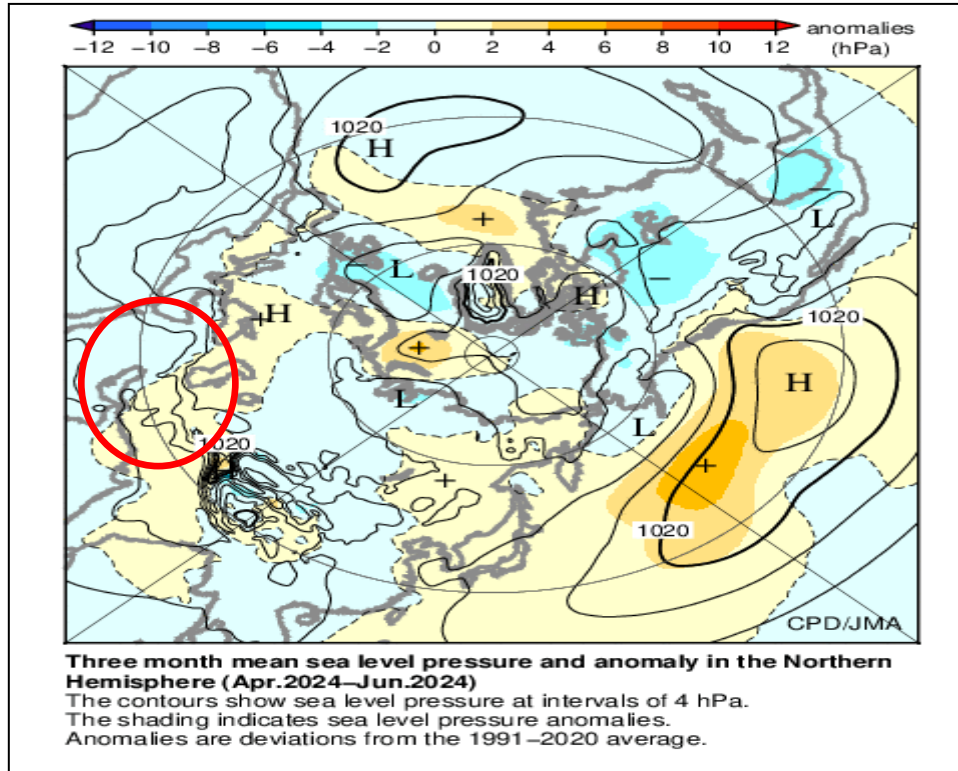 anomalies
−12 −10 −8 −6 −4 −2 0 2 4 6 8 10 12 (hPa)
1020
H
+
L
−
−
L
−
1020
H
H
+
1020
+
H
L
L
1020
+
+
1020
CPD/JMA
Three month mean sea level pressure and anomaly in the Northern
Hemisphere (Apr.2024−Jun.2024)
The contours show sea level pressure at intervals of 4 hPa.
The shading indicates sea level pressure anomalies.
Anomalies are deviations from the 1991−2020 average.